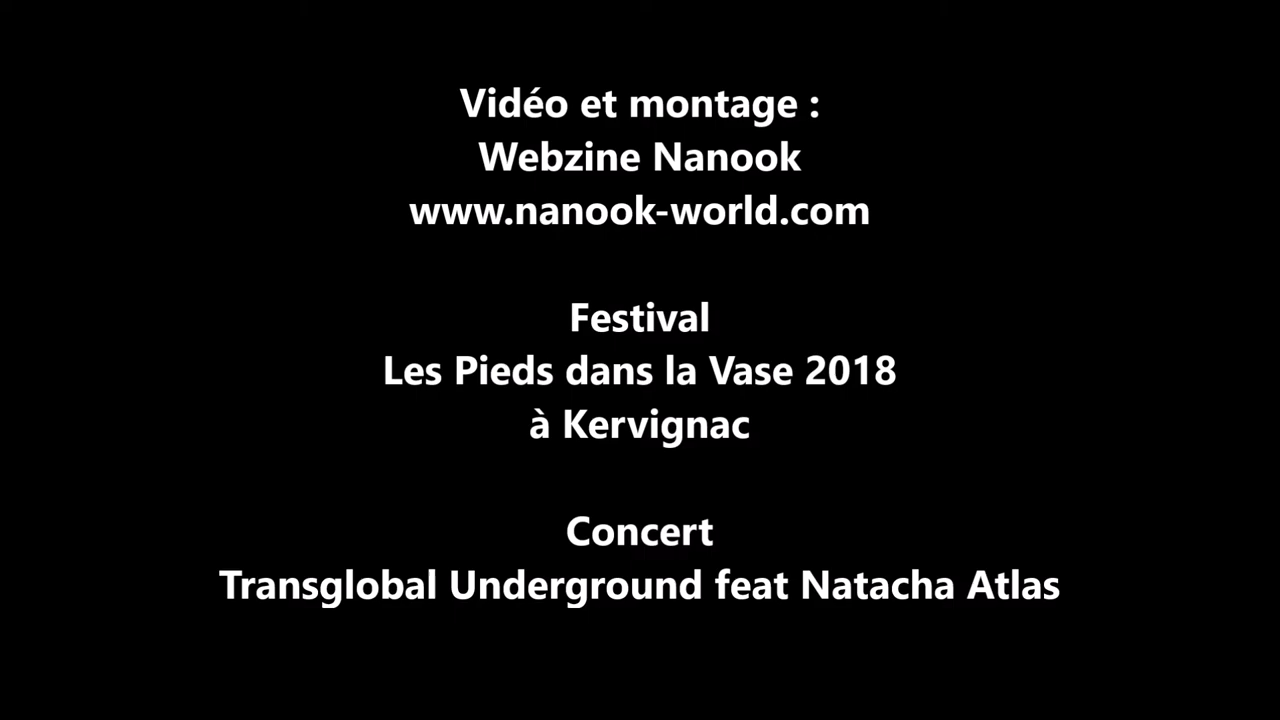 Vidéo et montage :
Webzine Nanook
www.nanook-world.com
Festival
Les Pieds dans la Vase 2018
à Kervignac
Concert
Transglobal Underground feat Natacha Atlas